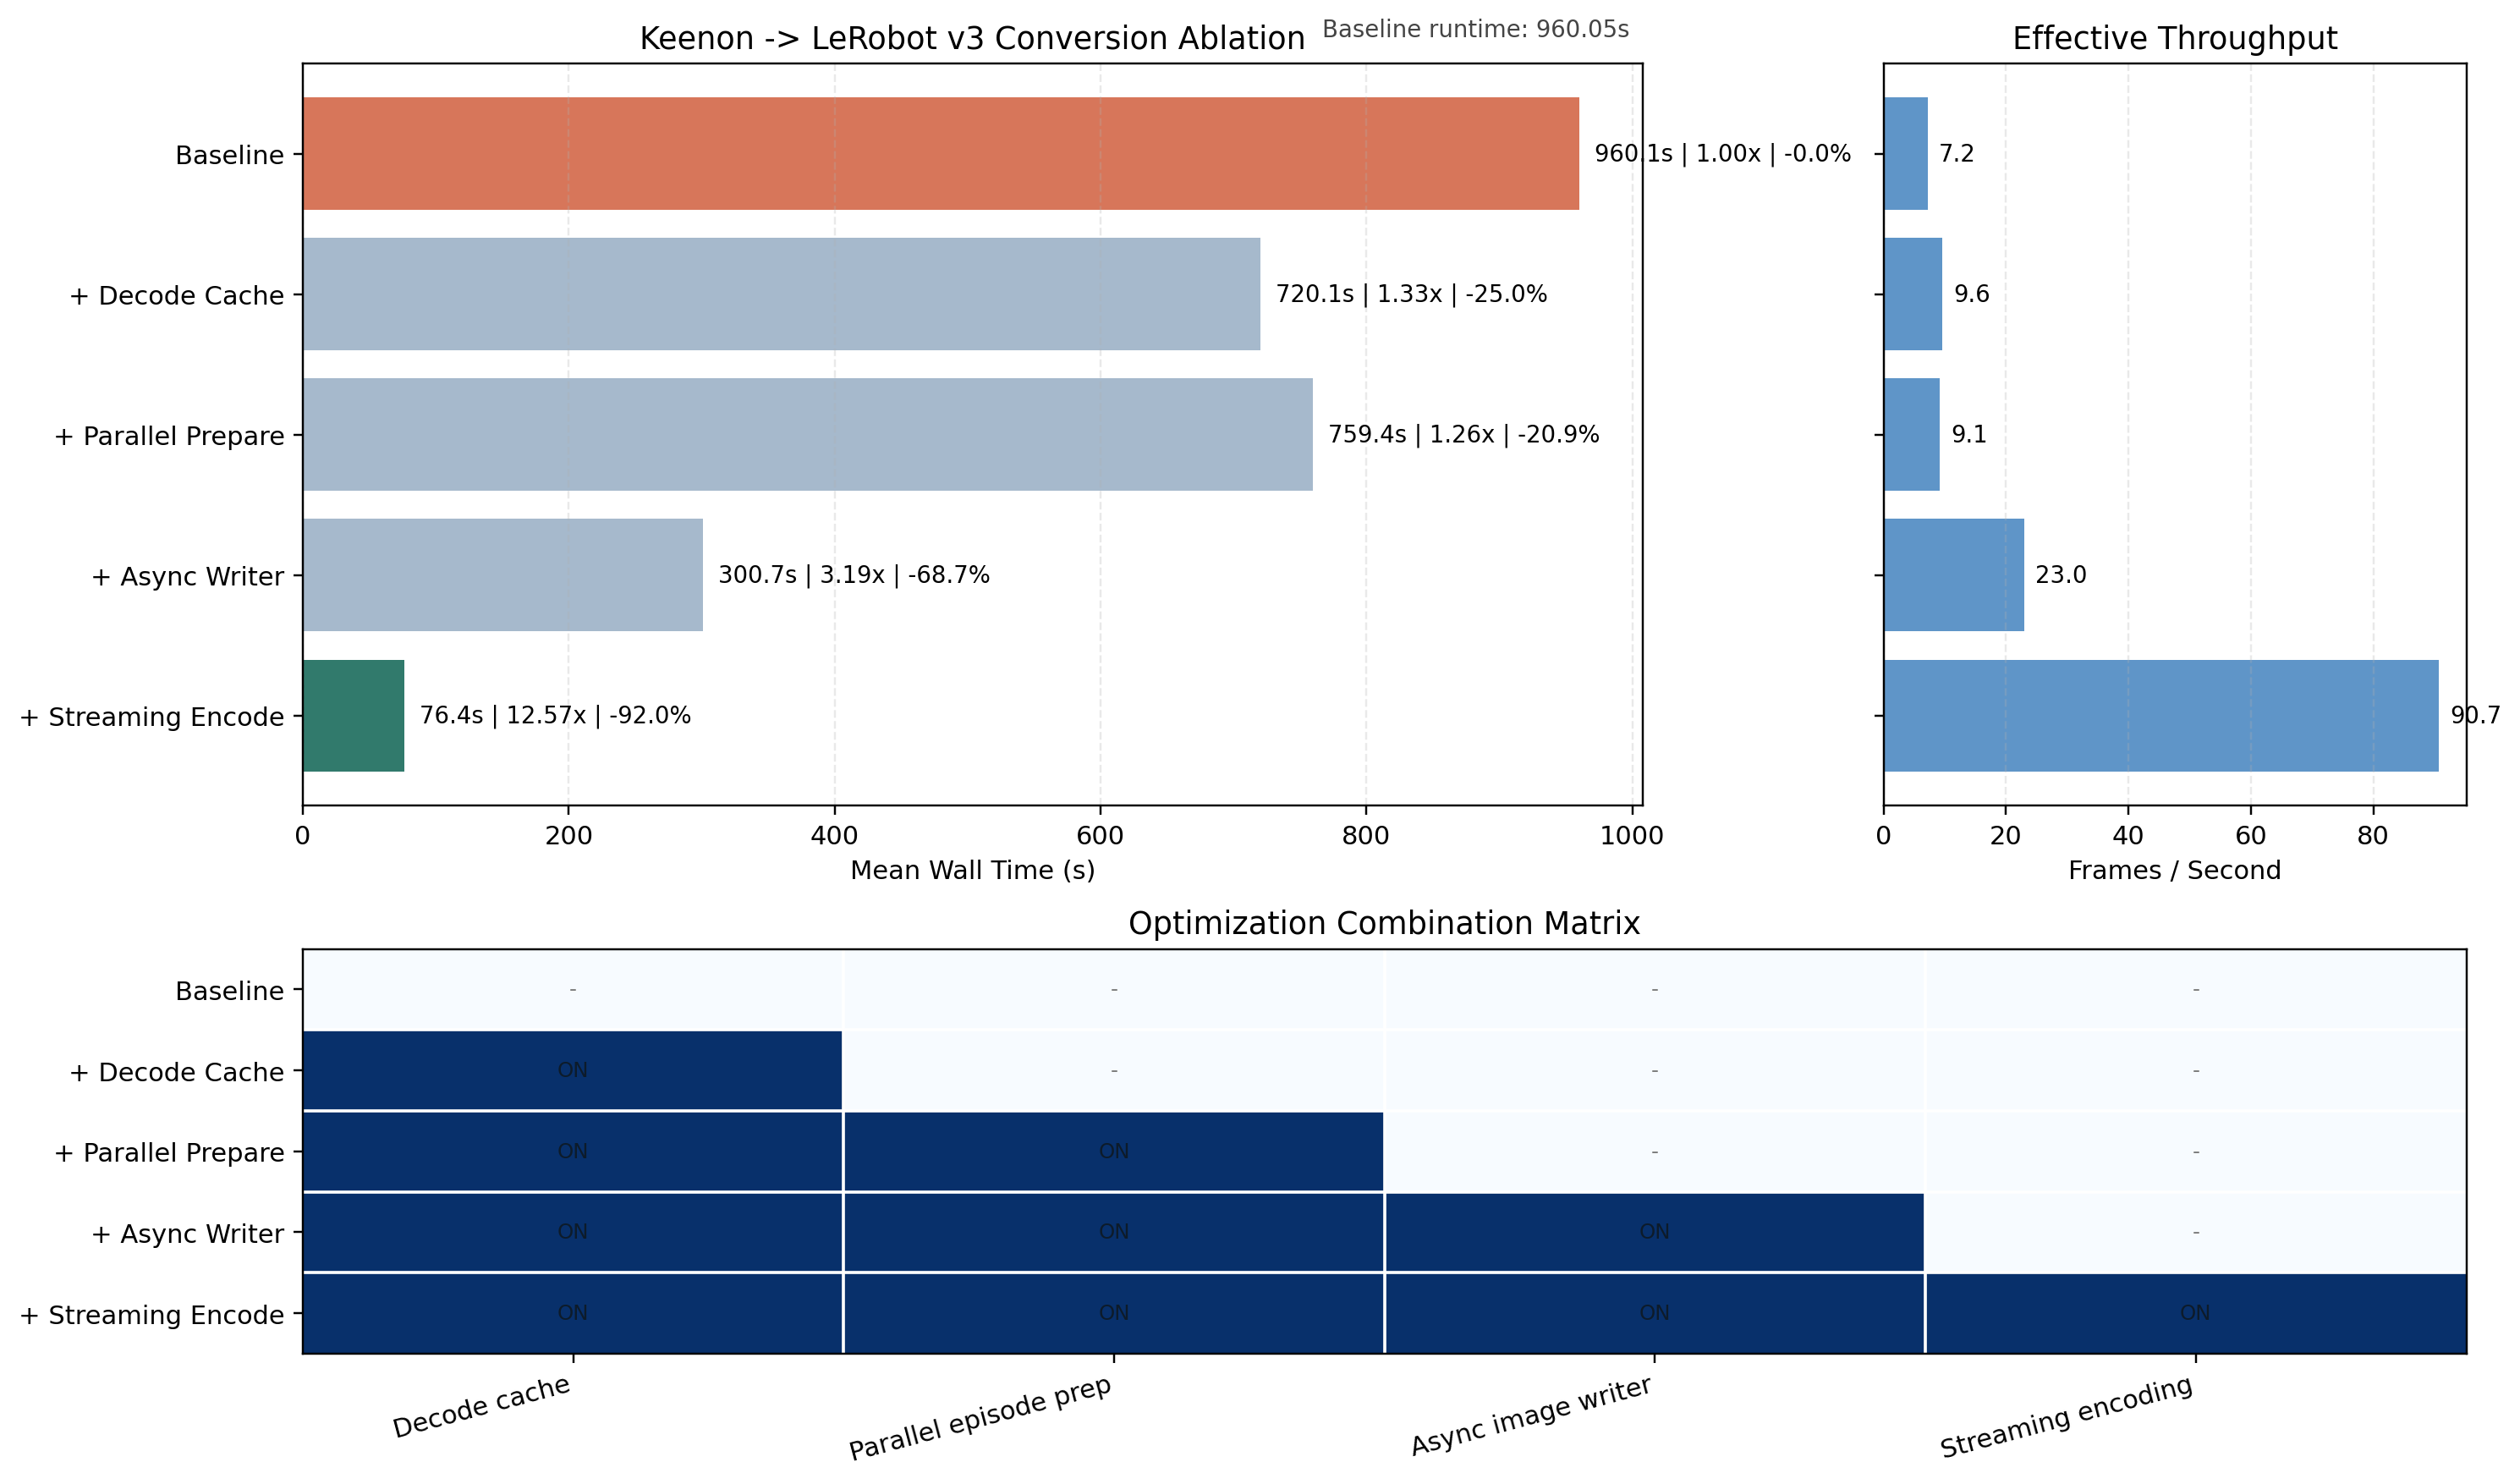 Keenon -> LeRobot v3 Conversion Ablation
Baseline runtime: 960.05s
Baseline
960.1s | 1.00x | -0.0%
+ Decode Cache
720.1s | 1.33x | -25.0%
+ Parallel Prepare
759.4s | 1.26x | -20.9%
+ Async Writer
300.7s | 3.19x | -68.7%
+ Streaming Encode
76.4s | 12.57x | -92.0%
0 200 400 600 800 1000
Mean Wall Time (s)
Effective Throughput
7.2
9.6
9.1
23.0
90.7
0 20 40 60 80
Frames / Second
Optimization Combination Matrix
Baseline - - - -
+ Decode Cache ON - - -
+ Parallel Prepare ON ON - -
+ Async Writer ON ON ON -
+ Streaming Encode ON ON ON ON
Decode cache
Parallel episode prep
Async image writer
Streaming encoding